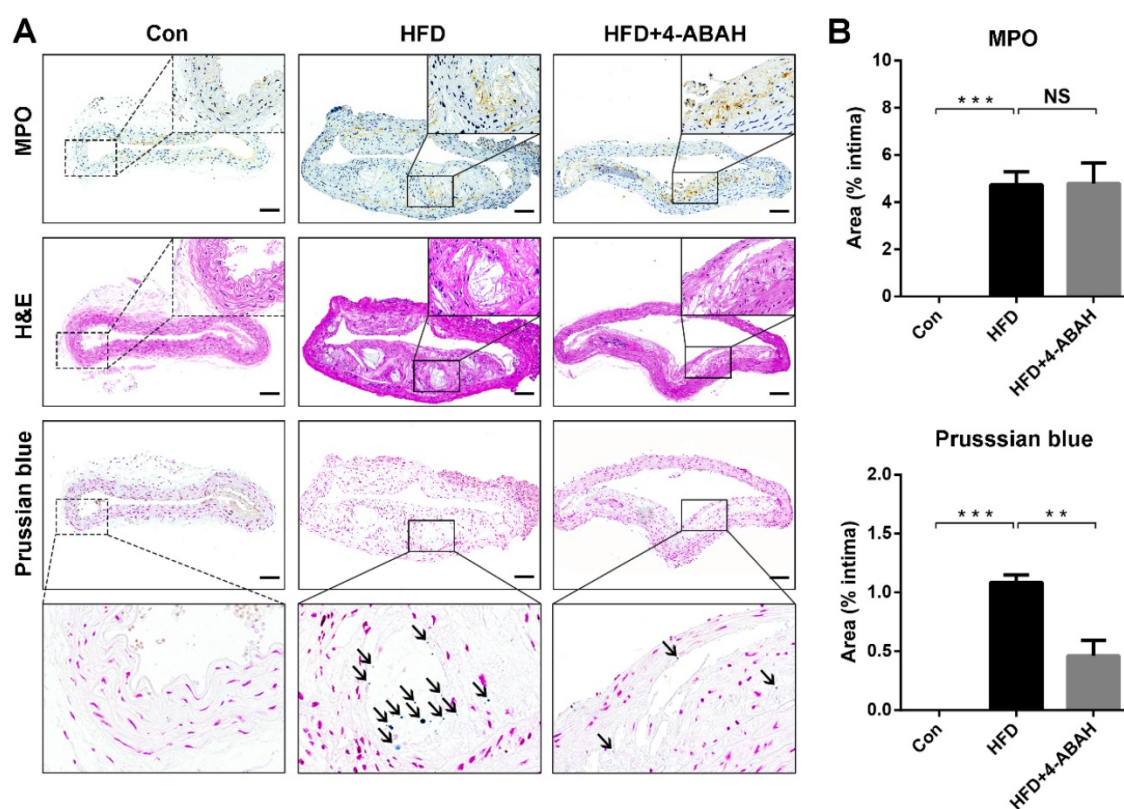 A
Con
HFD
HFD+4-ABAH
MPO
H&E
Prussian blue
B
MPO
Area (% intima)
10
8
6
4
2
0
***
NS
Con
HFD
HFD+4-ABAH
Prusssian blue
Area (% intima)
2.0
1.5
1.0
0.5
0.0
***
**
Con
HFD
HFD+4-ABAH